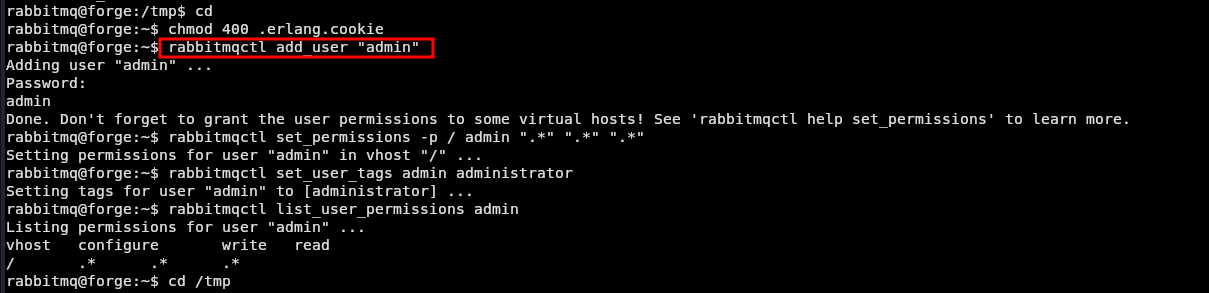 rabbitmq@forge:/tmp$ cd
rabbitmq@forge:~$ chmod 400 .erlang.cookie
rabbitmq@forge:~$ rabbitmqctl add_user "admin"
Adding user "admin" ...
Password:
admin
Done. Don't forget to grant the user permissions to some virtual hosts! See 'rabbitmqctl help set_permissions' to learn more.
rabbitmq@forge:~$ rabbitmqctl set_permissions -p / admin ".*" ".*" ".*"
Setting permissions for user "admin" in vhost "/" ...
rabbitmq@forge:~$ rabbitmqctl set_user_tags admin administrator
Setting tags for user "admin" to [administrator] ...
rabbitmq@forge:~$ rabbitmqctl list_user_permissions admin
Listing permissions for user "admin" ...
vhost   configure       write   read
/       .*      .*      .*
rabbitmq@forge:~$ cd /tmp